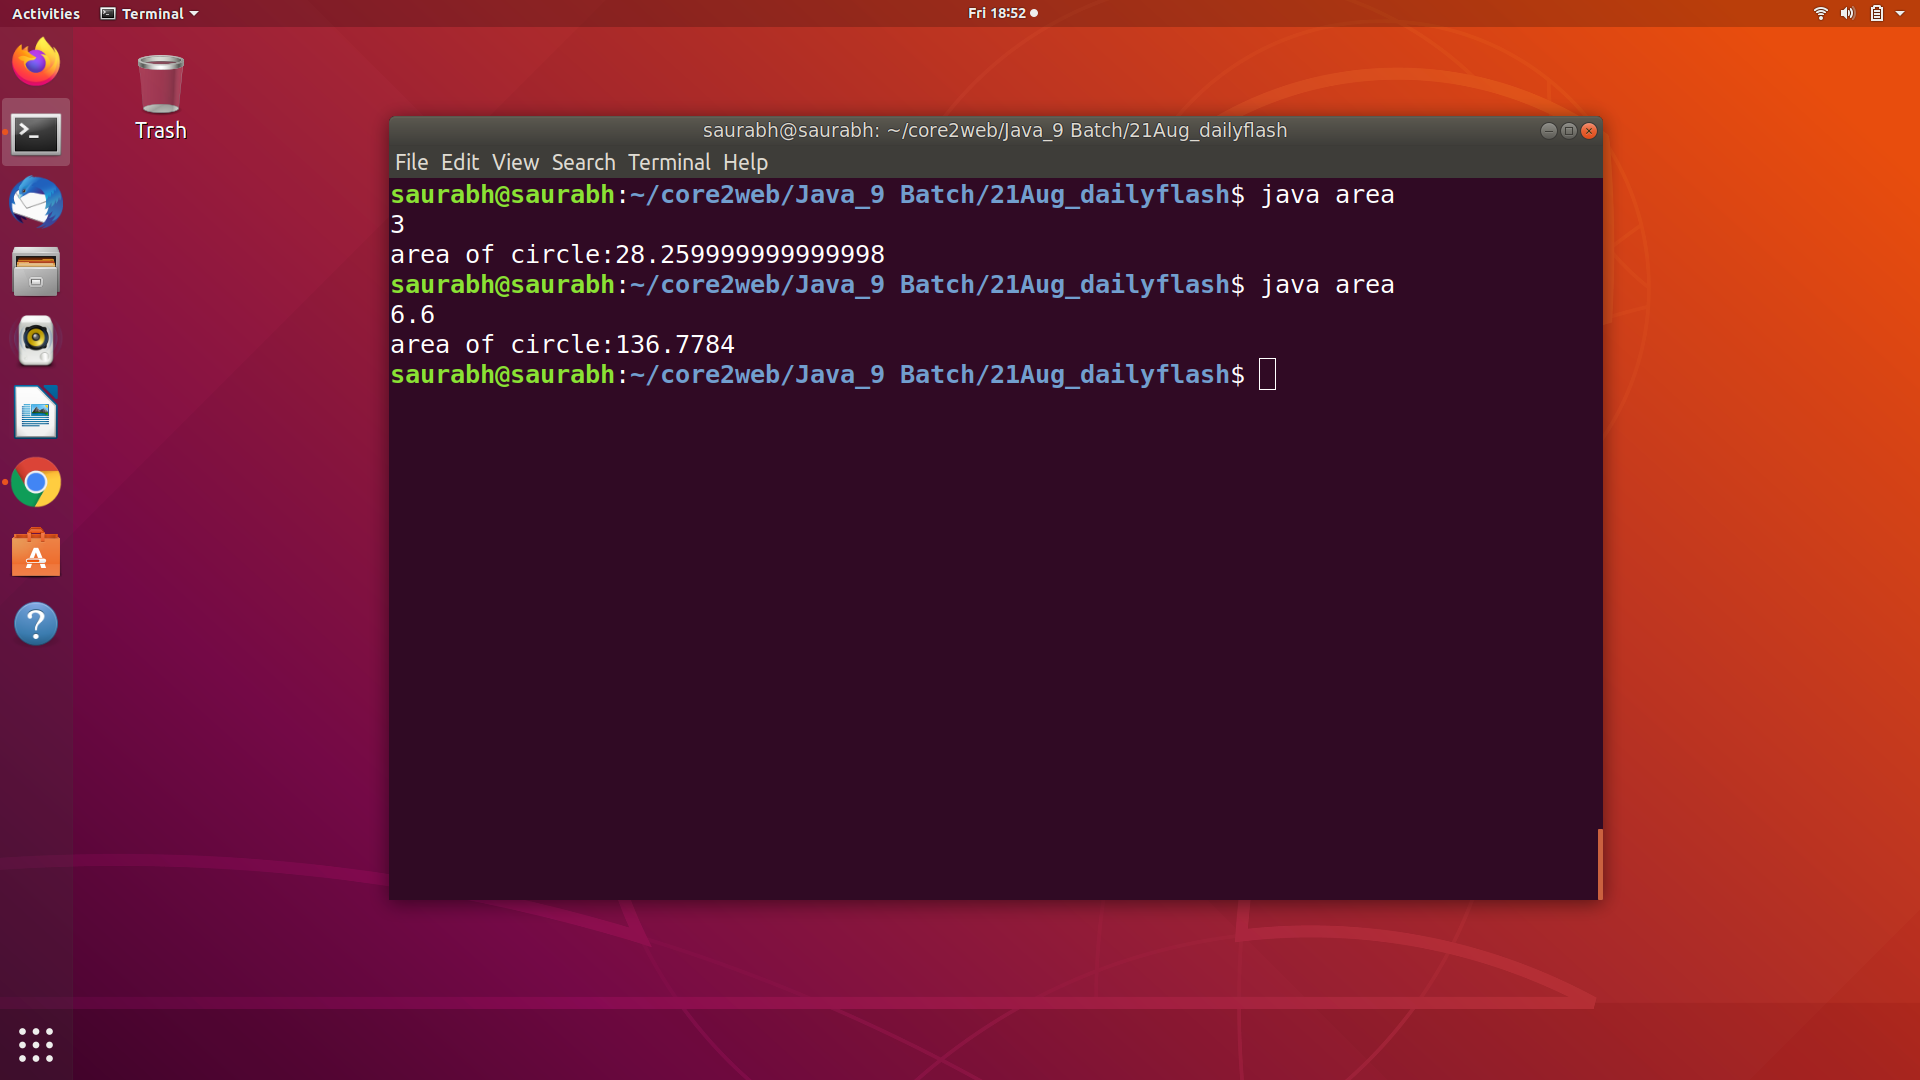 Activities Terminal Fri 18:52
Trash
saurabh@saurabh: ~/core2web/Java_9 Batch/21Aug_dailyflash
File Edit View Search Terminal Help
saurabh@saurabh:~/core2web/Java_9 Batch/21Aug_dailyflash$ java area
3
area of circle:28.259999999999998
saurabh@saurabh:~/core2web/Java_9 Batch/21Aug_dailyflash$ java area
6.6
area of circle:136.7784
saurabh@saurabh:~/core2web/Java_9 Batch/21Aug_dailyflash$